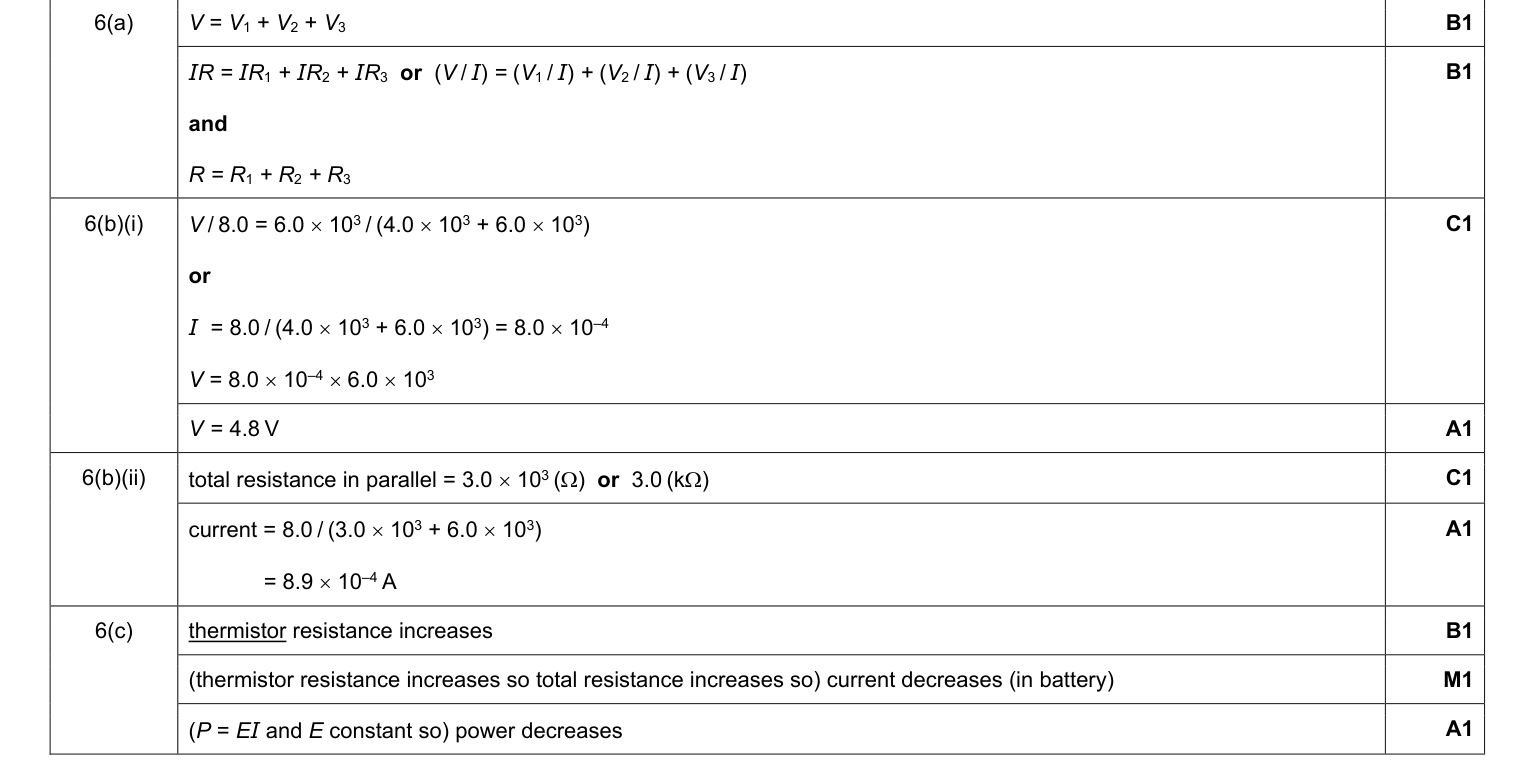 6(a) V = V₁ + V₂ + V₃ B1
IR = IR₁ + IR₂ + IR₃ or (V / I) = (V₁ / I) + (V₂ / I) + (V₃ / I) B1
and
R = R₁ + R₂ + R₃
6(b)(i) V / 8.0 = 6.0 × 10³ / (4.0 × 10³ + 6.0 × 10³) C1
or
I = 8.0 / (4.0 × 10³ + 6.0 × 10³) = 8.0 × 10⁻⁴
V = 8.0 × 10⁻⁴ × 6.0 × 10³
V = 4.8 V A1
6(b)(ii) total resistance in parallel = 3.0 × 10³ (Ω) or 3.0 (kΩ) C1
current = 8.0 / (3.0 × 10³ + 6.0 × 10³) A1
= 8.9 × 10⁻⁴ A
6(c) thermistor resistance increases B1
(thermistor resistance increases so total resistance increases so) current decreases (in battery) M1
(P = EI and E constant so) power decreases A1